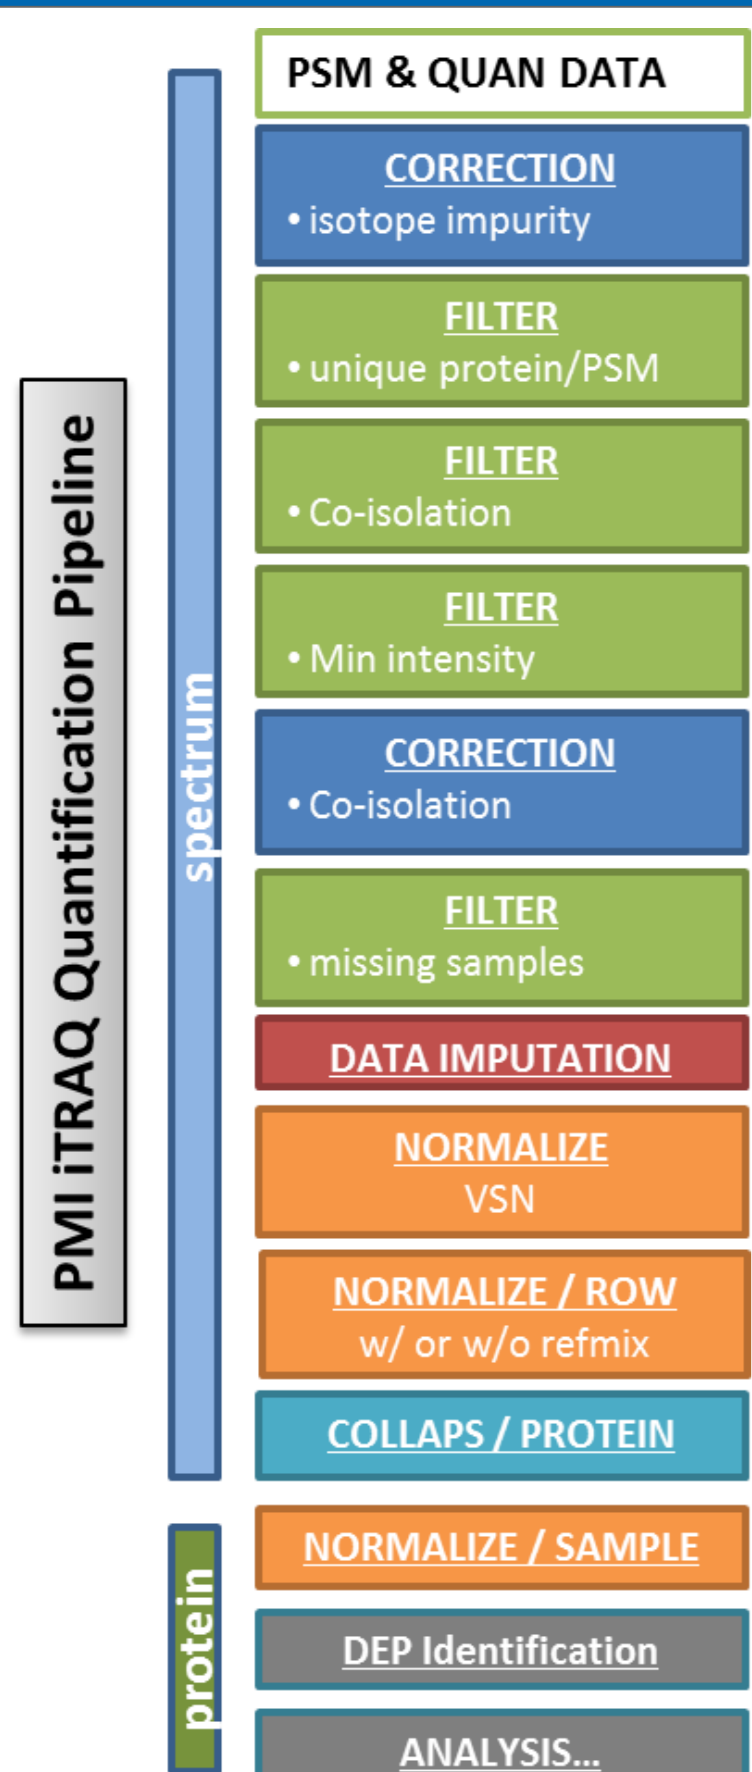 PMI iTRAQ Quantification Pipeline
spectrum
PSM & QUAN DATA
CORRECTION
• isotope impurity
FILTER
• unique protein/PSM
FILTER
• Co-isolation
FILTER
• Min intensity
CORRECTION
• Co-isolation
FILTER
• missing samples
DATA IMPUTATION
NORMALIZE
VSN
NORMALIZE / ROW
w/ or w/o refmix
COLLAPS / PROTEIN
protein
NORMALIZE / SAMPLE
DEP Identification
ANALYSIS...